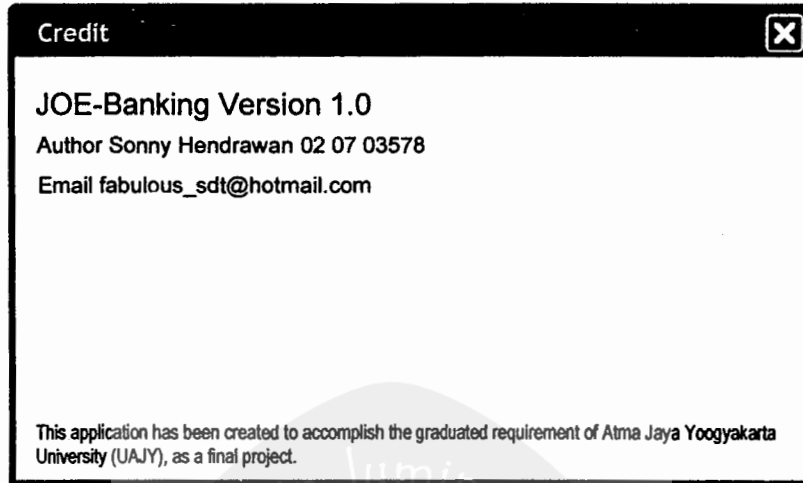 Credit
JOE-Banking Version 1.0
Author Sonny Hendrawan 02 07 03578
Email fabulous_sdt@hotmail.com
This application has been created to accomplish the graduated requirement of Atma Jaya Yoogyakarta
University (UAJY), as a final project.